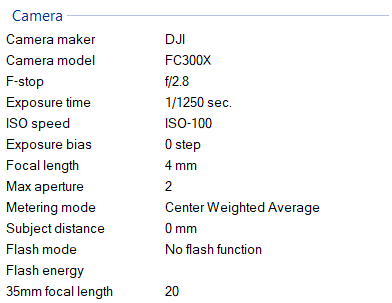 Camera
Camera maker DJI
Camera model FC300X
F-stop f/2.8
Exposure time 1/1250 sec.
ISO speed ISO-100
Exposure bias 0 step
Focal length 4 mm
Max aperture 2
Metering mode Center Weighted Average
Subject distance 0 mm
Flash mode No flash function
Flash energy
35mm focal length 20